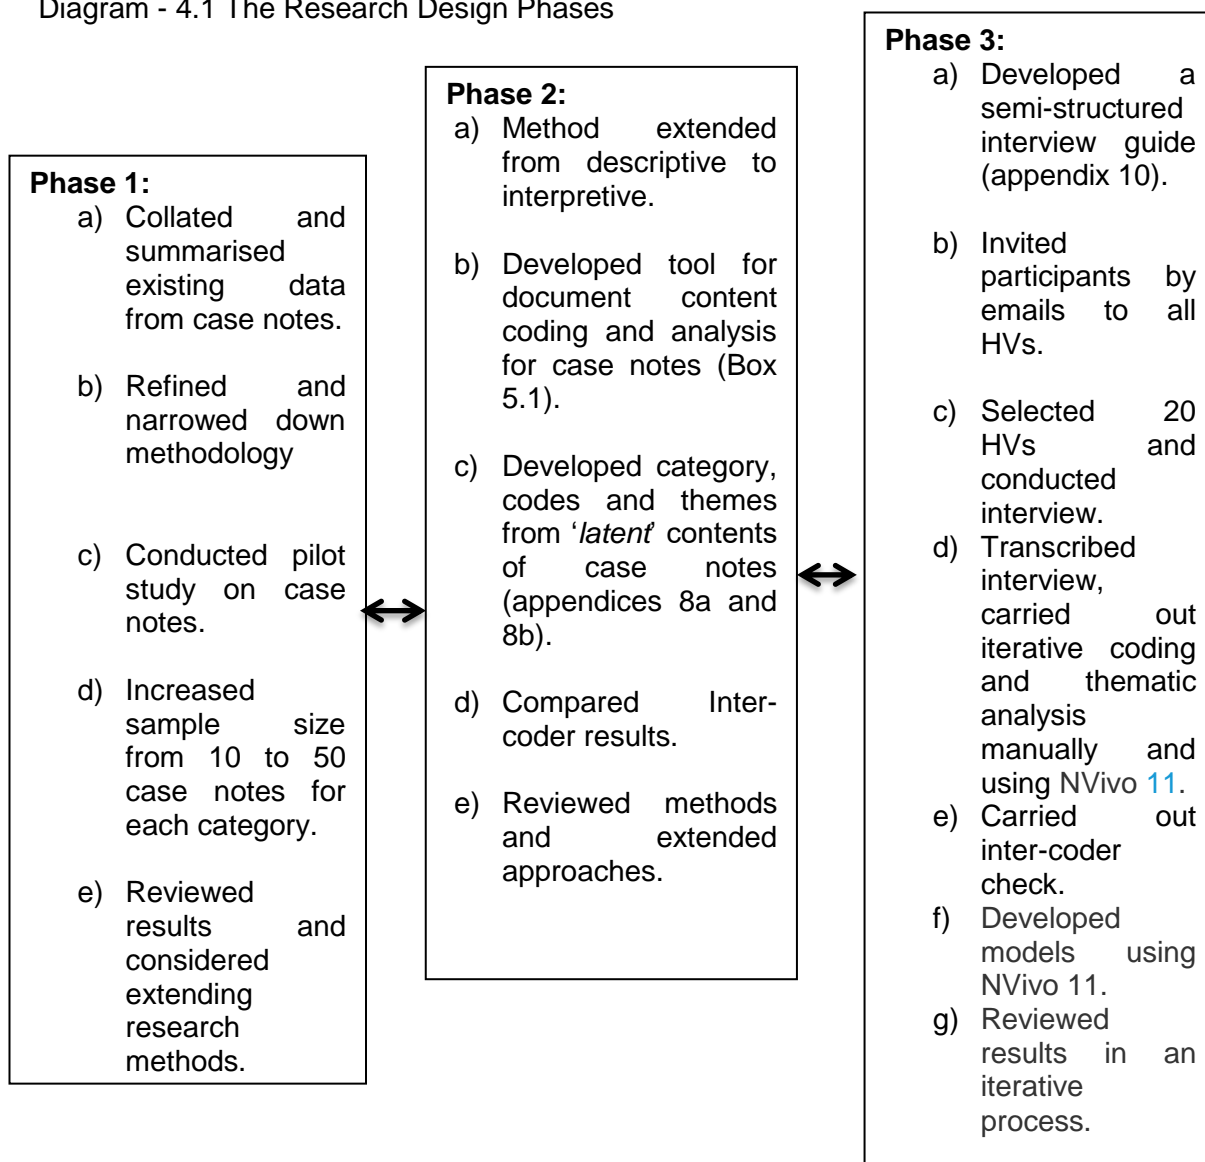 Diagram - 4.1 The Research Design Phases
Phase 1:
a) Collated and
summarised
existing data
from case notes.
b) Refined and
narrowed down
methodology
c) Conducted pilot
study on case
notes.
d) Increased
sample size
from 10 to 50
case notes for
each category.
e) Reviewed
results and
considered
extending
research
methods.
Phase 2:
a) Method extended
from descriptive to
interpretive.
b) Developed tool for
document content
coding and analysis
for case notes (Box
5.1).
c) Developed category,
codes and themes
from ‘latent’ contents
of case notes
(appendices 8a and
8b).
d) Compared Inter-
coder results.
e) Reviewed methods
and extended
approaches.
Phase 3:
a) Developed a
semi-structured
interview guide
(appendix 10).
b) Invited
participants by
emails to all
HVs.
c) Selected 20
HVs and
conducted
interview.
d) Transcribed
interview,
carried out
iterative coding
and thematic
analysis
manually and
using NVivo 11.
e) Carried out
inter-coder
check.
f) Developed
models using
NVivo 11.
g) Reviewed
results in an
iterative
process.